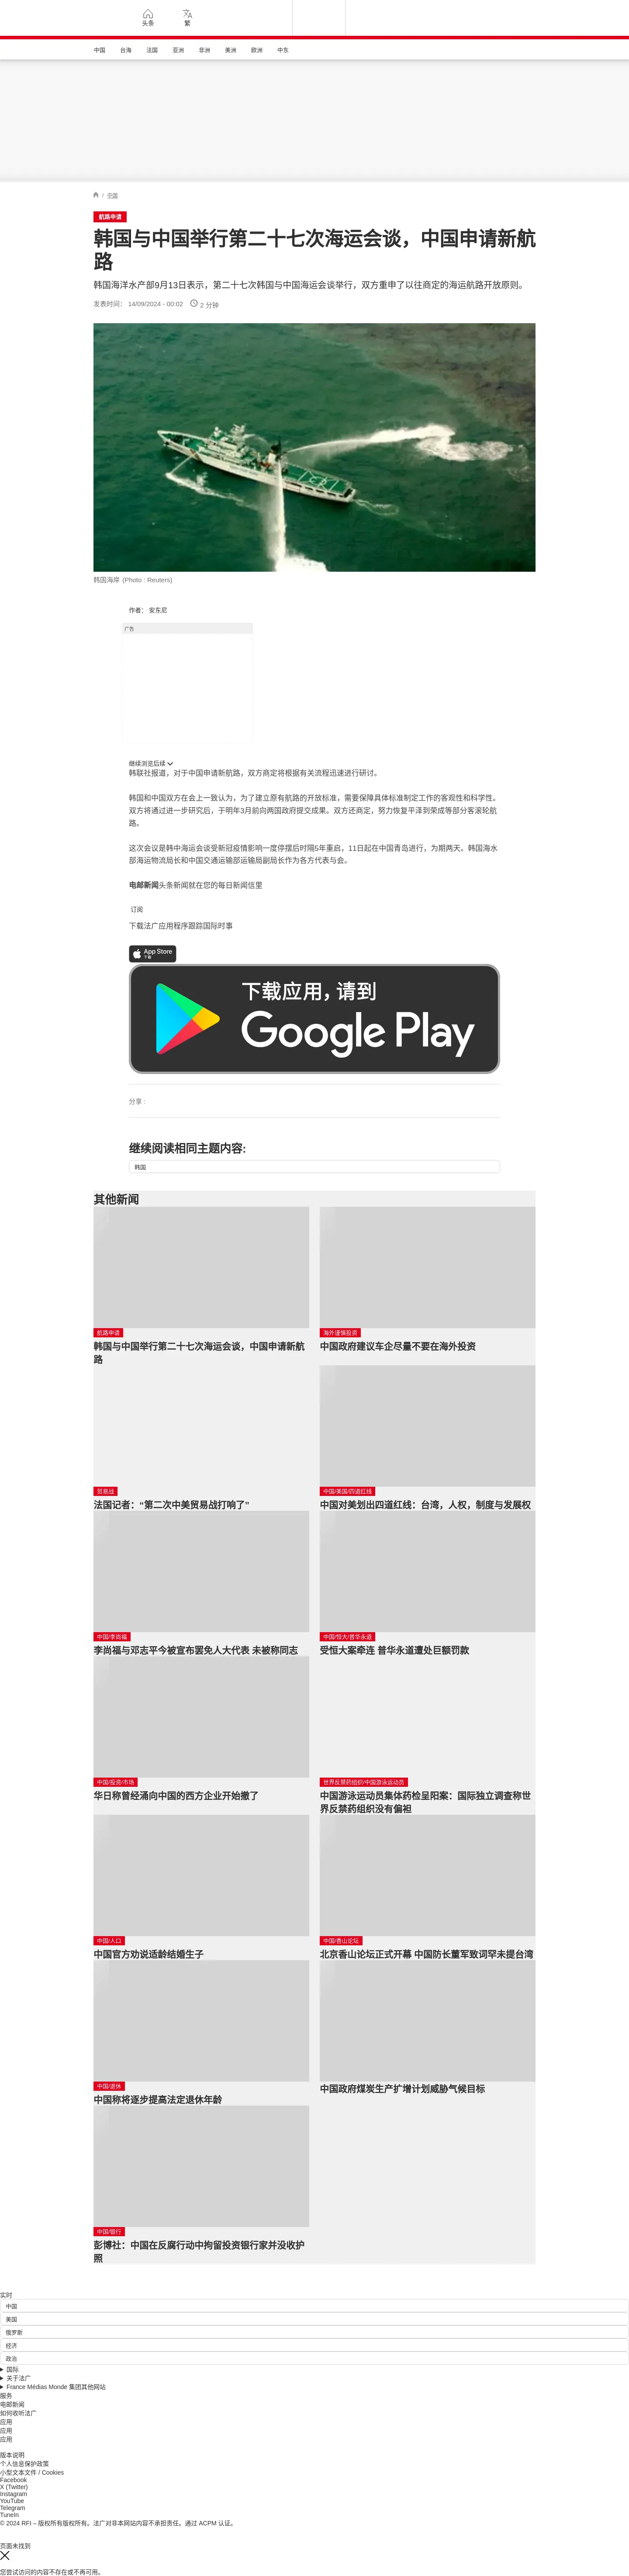 头条
繁
中国
台海
法国
亚洲
非洲
美洲
欧洲
中东
/ 中国
航路申请
韩国与中国举行第二十七次海运会谈，中国申请新航
路
韩国海洋水产部9月13日表示，第二十七次韩国与中国海运会谈举行，双方重申了以往商定的海运航路开放原则。
发表时间： 14/09/2024 - 00:02
2 分钟
韩国海岸 (Photo : Reuters)
作者： 安东尼
广告
继续浏览后续
韩联社报道，对于中国申请新航路，双方商定将根据有关流程迅速进行研讨。
韩国和中国双方在会上一致认为，为了建立原有航路的开放标准，需要保障具体标准制定工作的客观性和科学性。
双方将通过进一步研究后，于明年3月前向两国政府提交成果。双方还商定，努力恢复平泽到荣成等部分客滚轮航
路。
这次会议是韩中海运会谈受新冠疫情影响一度停摆后时隔5年重启，11日起在中国青岛进行，为期两天。韩国海水
部海运物流局长和中国交通运输部运输局副局长作为各方代表与会。
电邮新闻头条新闻就在您的每日新闻信里
订阅
下载法广应用程序跟踪国际时事
App Store
下载
下载应用，请到
Google Play
分享 :
继续阅读相同主题内容:
韩国
其他新闻
航路申请
韩国与中国举行第二十七次海运会谈，中国申请新航
路
海外谨慎投资
中国政府建议车企尽量不要在海外投资
贸易战
法国记者：“第二次中美贸易战打响了”
中国/美国/四道红线
中国对美划出四道红线：台湾，人权，制度与发展权
中国/李尚福
李尚福与邓志平今被宣布罢免人大代表 未被称同志
中国/恒大/普华永道
受恒大案牵连 普华永道遭处巨额罚款
中国/投资/市场
华日称曾经涌向中国的西方企业开始撤了
世界反禁药组织/中国游泳运动员
中国游泳运动员集体药检呈阳案：国际独立调查称世
界反禁药组织没有偏袒
中国/人口
中国官方劝说适龄结婚生子
中国/香山论坛
北京香山论坛正式开幕 中国防长董军致词罕未提台湾
中国/退休
中国称将逐步提高法定退休年龄
中国政府煤炭生产扩增计划威胁气候目标
中国/银行
彭博社：中国在反腐行动中拘留投资银行家并没收护
照
实时
中国
美国
俄罗斯
经济
政治
国际
关于法广
France Médias Monde 集团其他网站
服务
电邮新闻
如何收听法广
应用
应用
应用
版本说明
个人信息保护政策
小型文本文件 / Cookies
Facebook
X (Twitter)
Instagram
YouTube
Telegram
TuneIn
© 2024 RFI – 版权所有版权所有。法广对非本网站内容不承担责任。通过 ACPM 认证。
页面未找到
您尝试访问的内容不存在或不再可用。